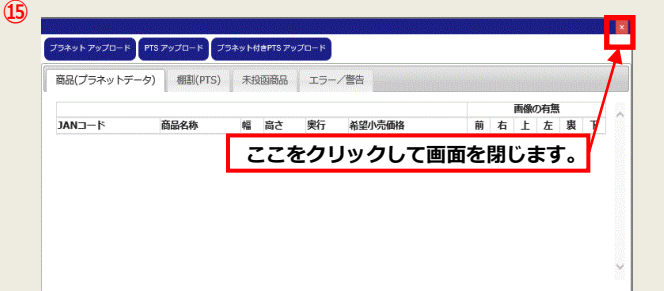 ⑮
×
プラネット アップロード PTS アップロード プラネット付きPTS アップロード
商品(プラネットデータ) 棚割(PTS) 未投函商品 エラー／警告
画像の有無
JANコード 商品名称 幅 高さ 奥行 希望小売価格 前 右 上 左 裏 下
ここをクリックして画面を閉じます。